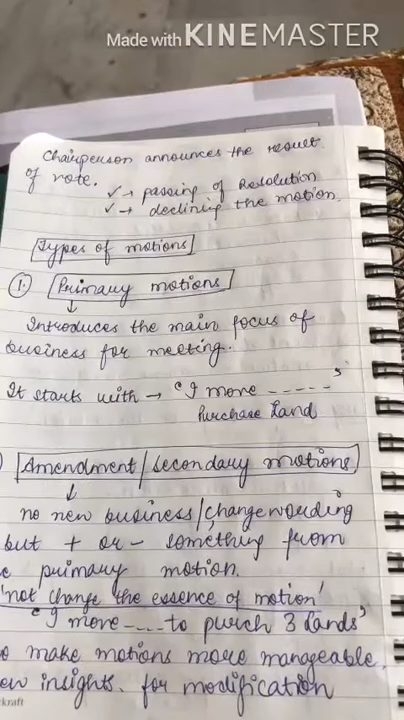 Made with KINEMASTER
Chairperson announces the result
of vote.
✓→ passing of Resolution
✓→ declining the motion.
Types of motions
1. Primary motions
↓
Introduces the main focus of
business for meeting.
It starts with → "I move -----"
Purchase Land
Amendment/secondary motions
↓
no new business/change wording
but + or - something from
primary motion.
'not change the essence of motion'
"I move ---- to purch 3 lands"
make motions more manageable.
insights. for modification
kraft